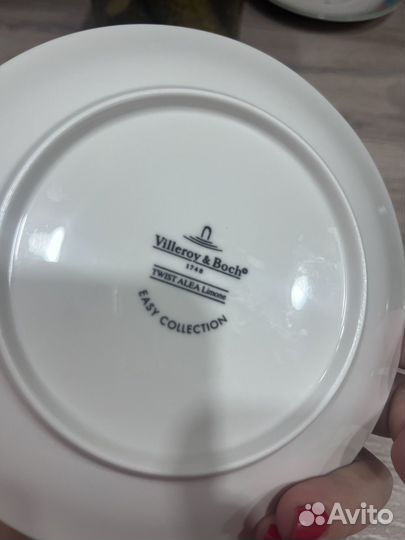 Villeroy & Boch®
1748
TWIST ALEA Limone
EASY COLLECTION
Avito